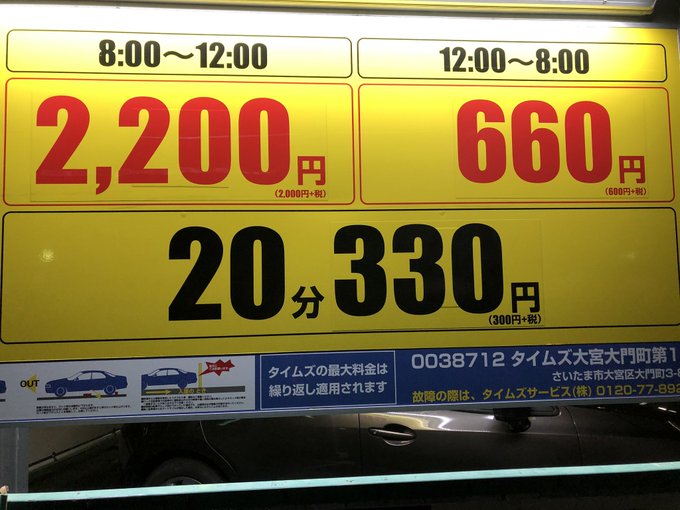 8:00〜12:00
12:00〜8:00
2,200円
(2,000円+税)
660円
(600円+税)
20分 330円
(300円+税)
OUT
タイムズの最大料金は
繰り返し適用されます
0038712 タイムズ大宮大門町第1
さいたま市大宮区大門町3-8
故障の際は、タイムズサービス(株) 0120-77-892